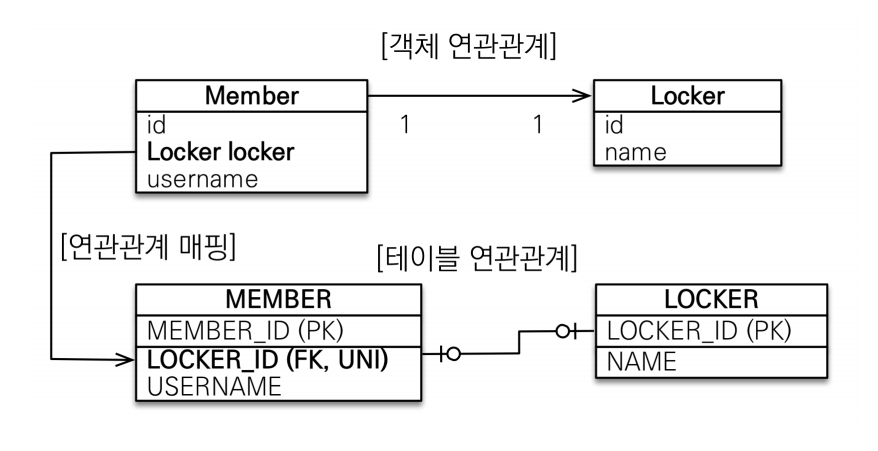 [객체 연관관계]
Member
id
Locker locker
username
1
1
Locker
id
name
[연관관계 매핑]
[테이블 연관관계]
MEMBER
MEMBER_ID (PK)
LOCKER_ID (FK, UNI)
USERNAME
LOCKER
LOCKER_ID (PK)
NAME